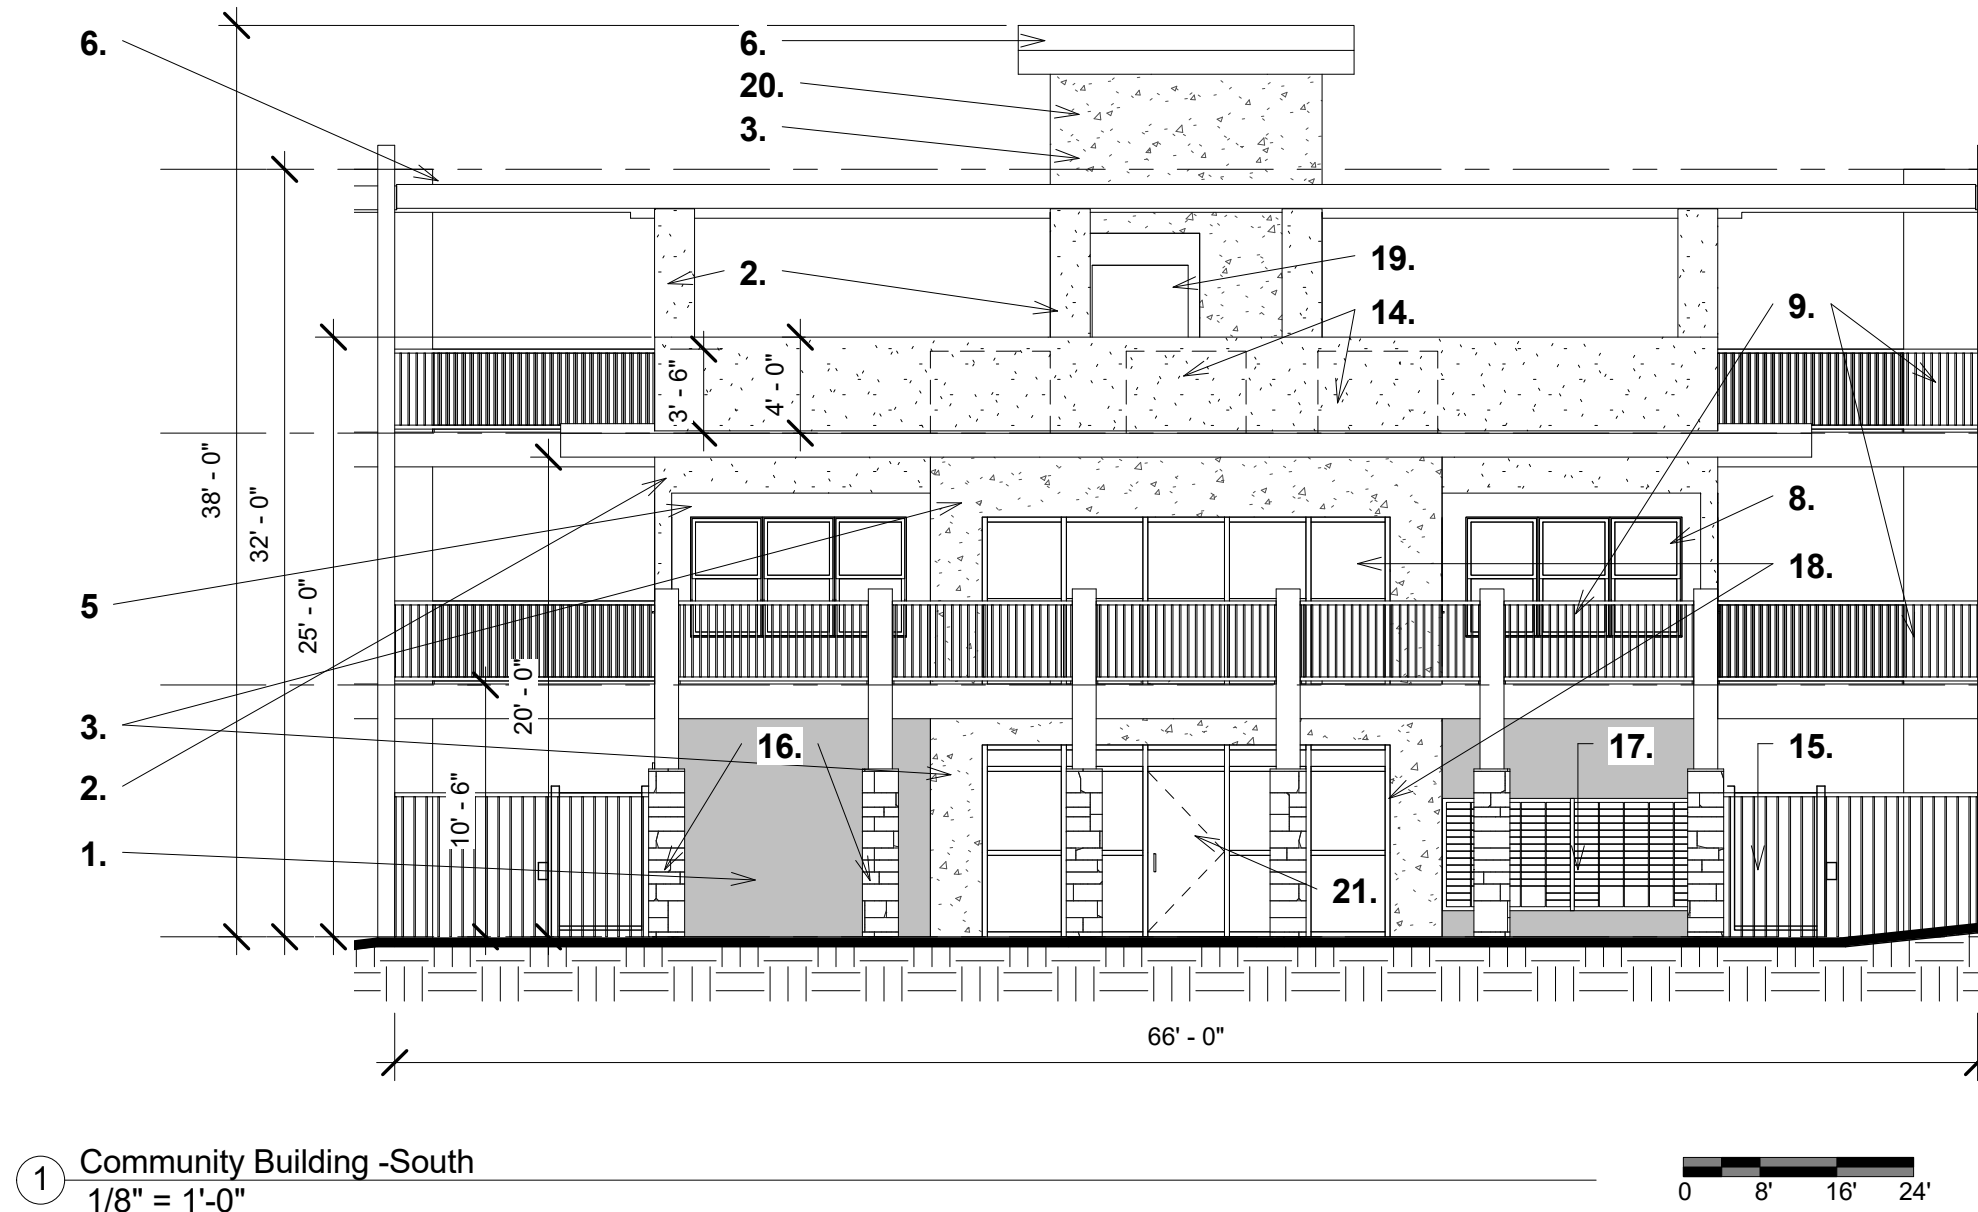 6.
6.
20.
3.
2.
19.
14.
9.
3' - 6"
4' - 0"
38' - 0"
32' - 0"
25' - 0"
20' - 0"
10' - 6"
8.
18.
5
3.
2.
1.
16.
17.
15.
21.
66' - 0"
1
Community Building -South
1/8" = 1'-0"
0 8' 16' 24'